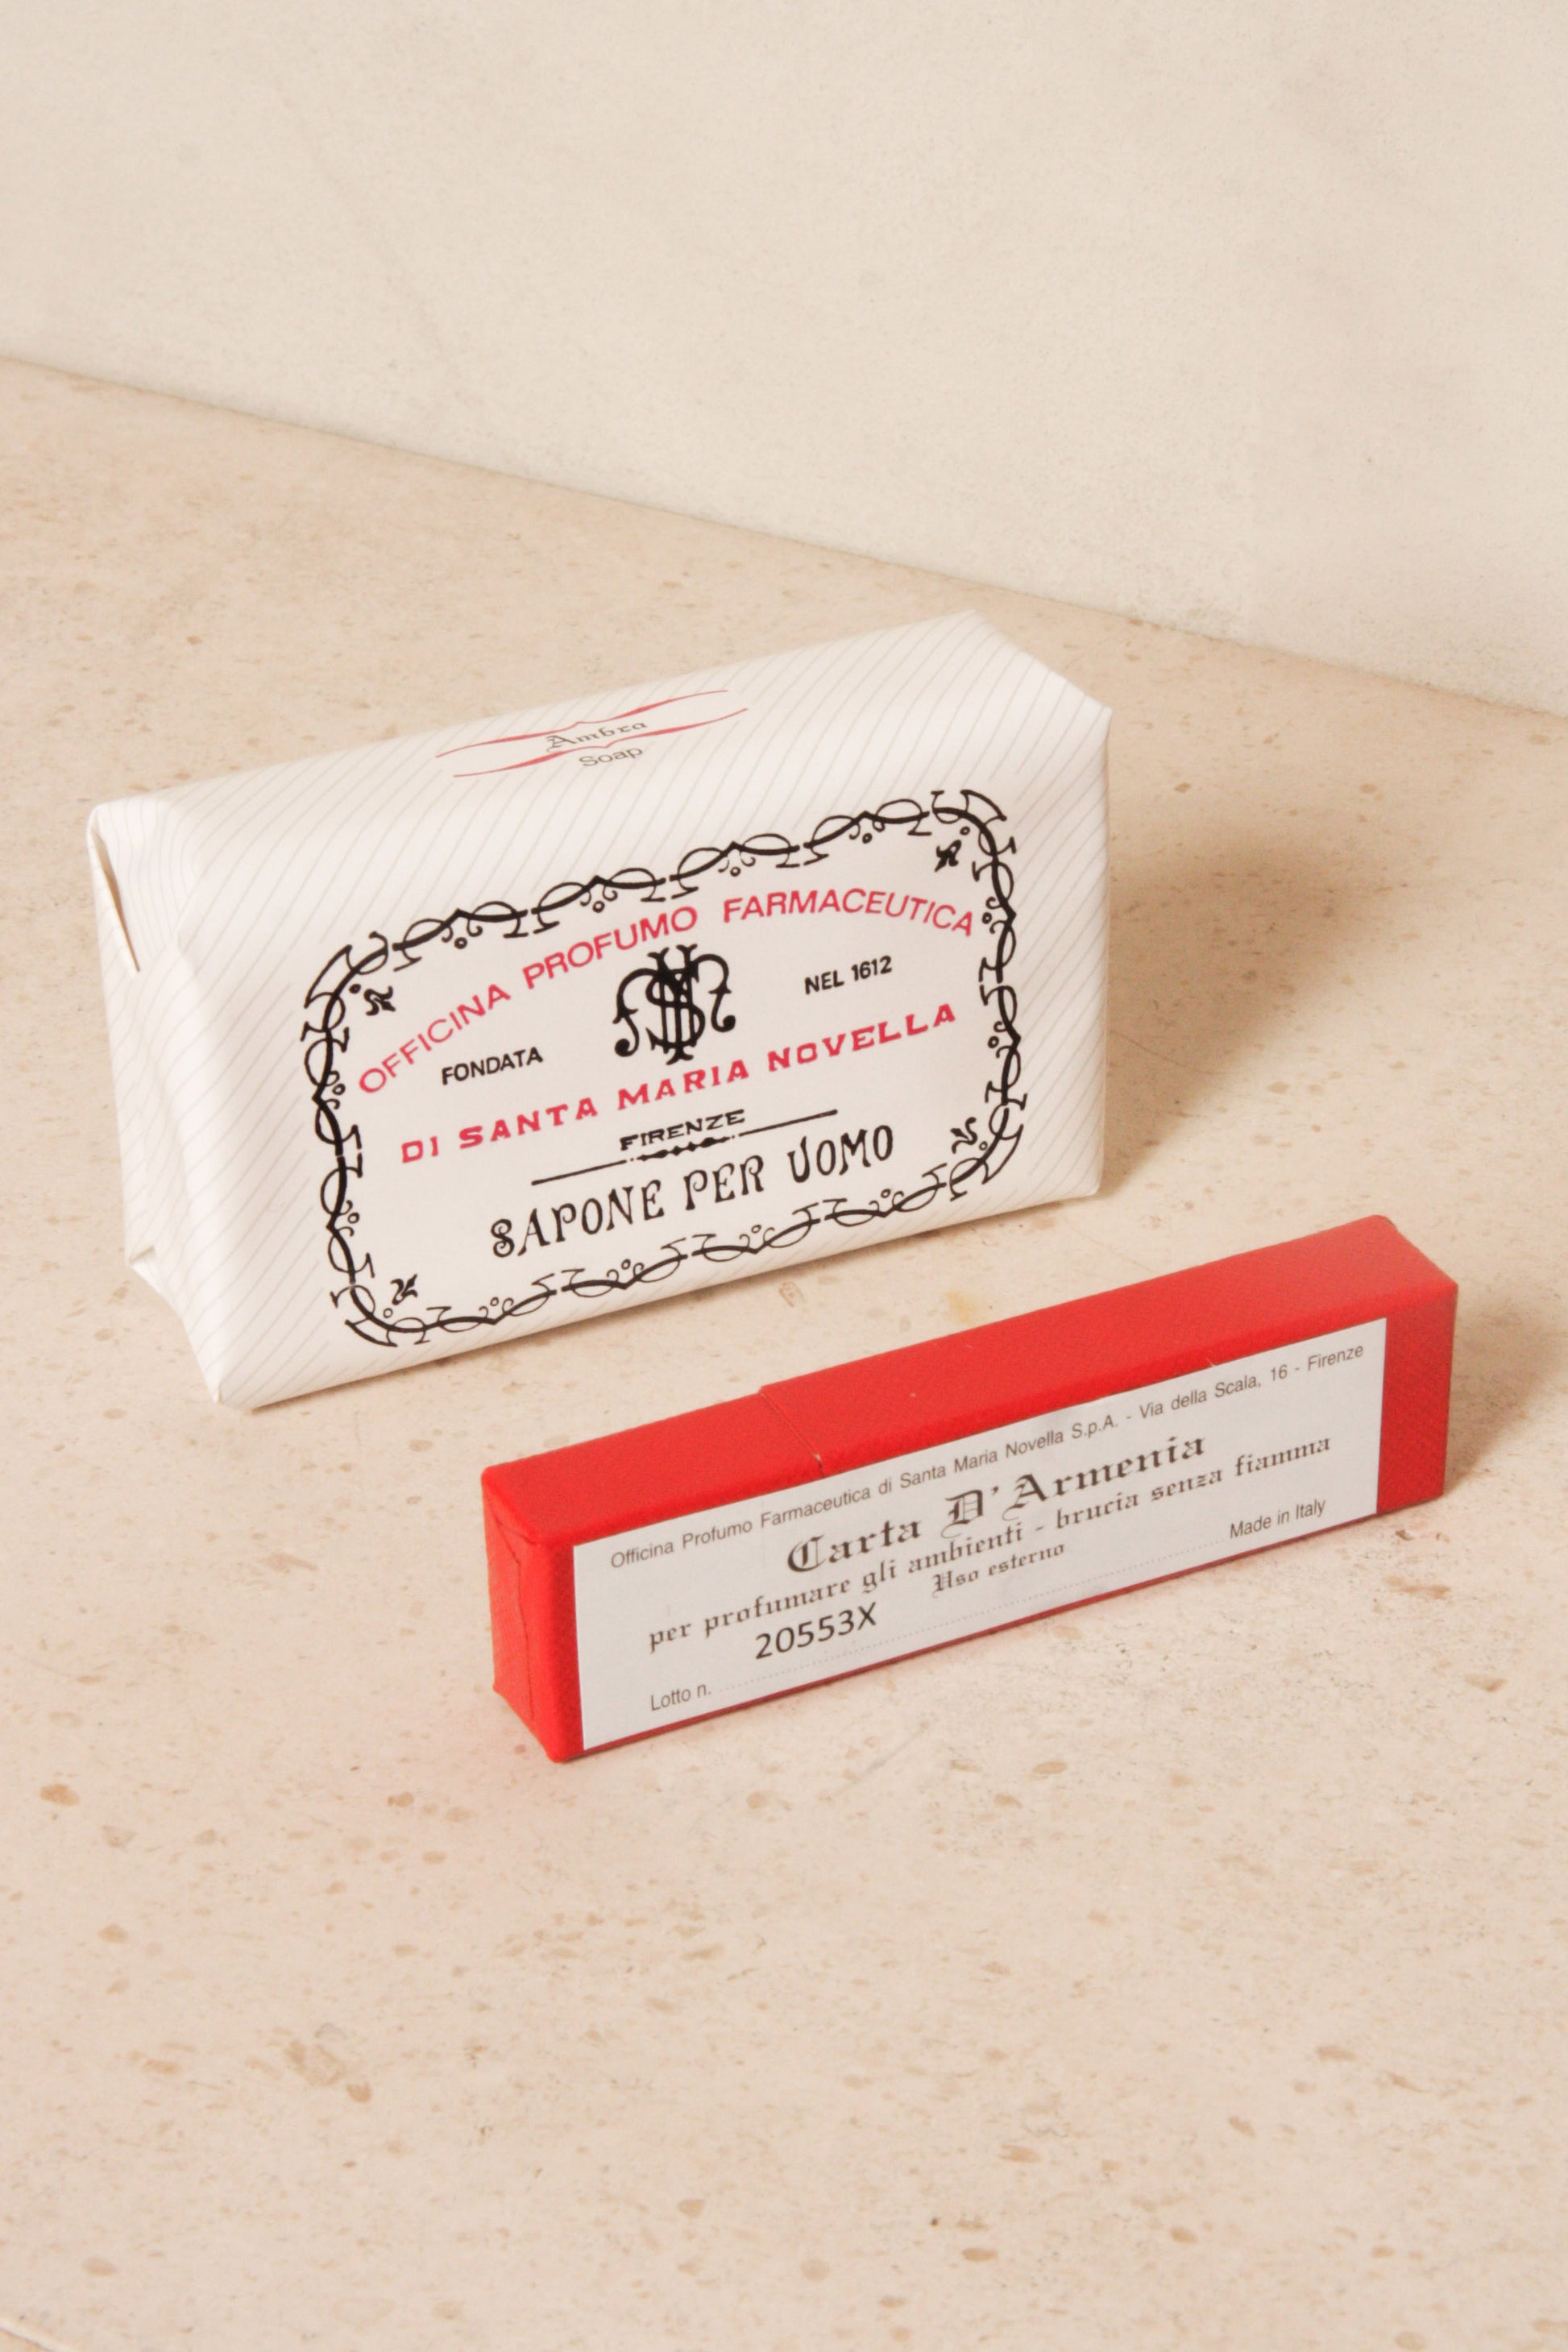 Ambra
Soap
OFFICINA PROFUMO FARMACEUTICA
FONDATA NEL 1612
DI SANTA MARIA NOVELLA
FIRENZE
SAPONE PER UOMO
Officina Profumo Farmaceutica di Santa Maria Novella S.p.A. - Via della Scala, 16 - Firenze
Carta D'Armenia
per profumare gli ambienti - brucia senza fiamma
Uso esterno
20553X
Lotto n. Made in Italy